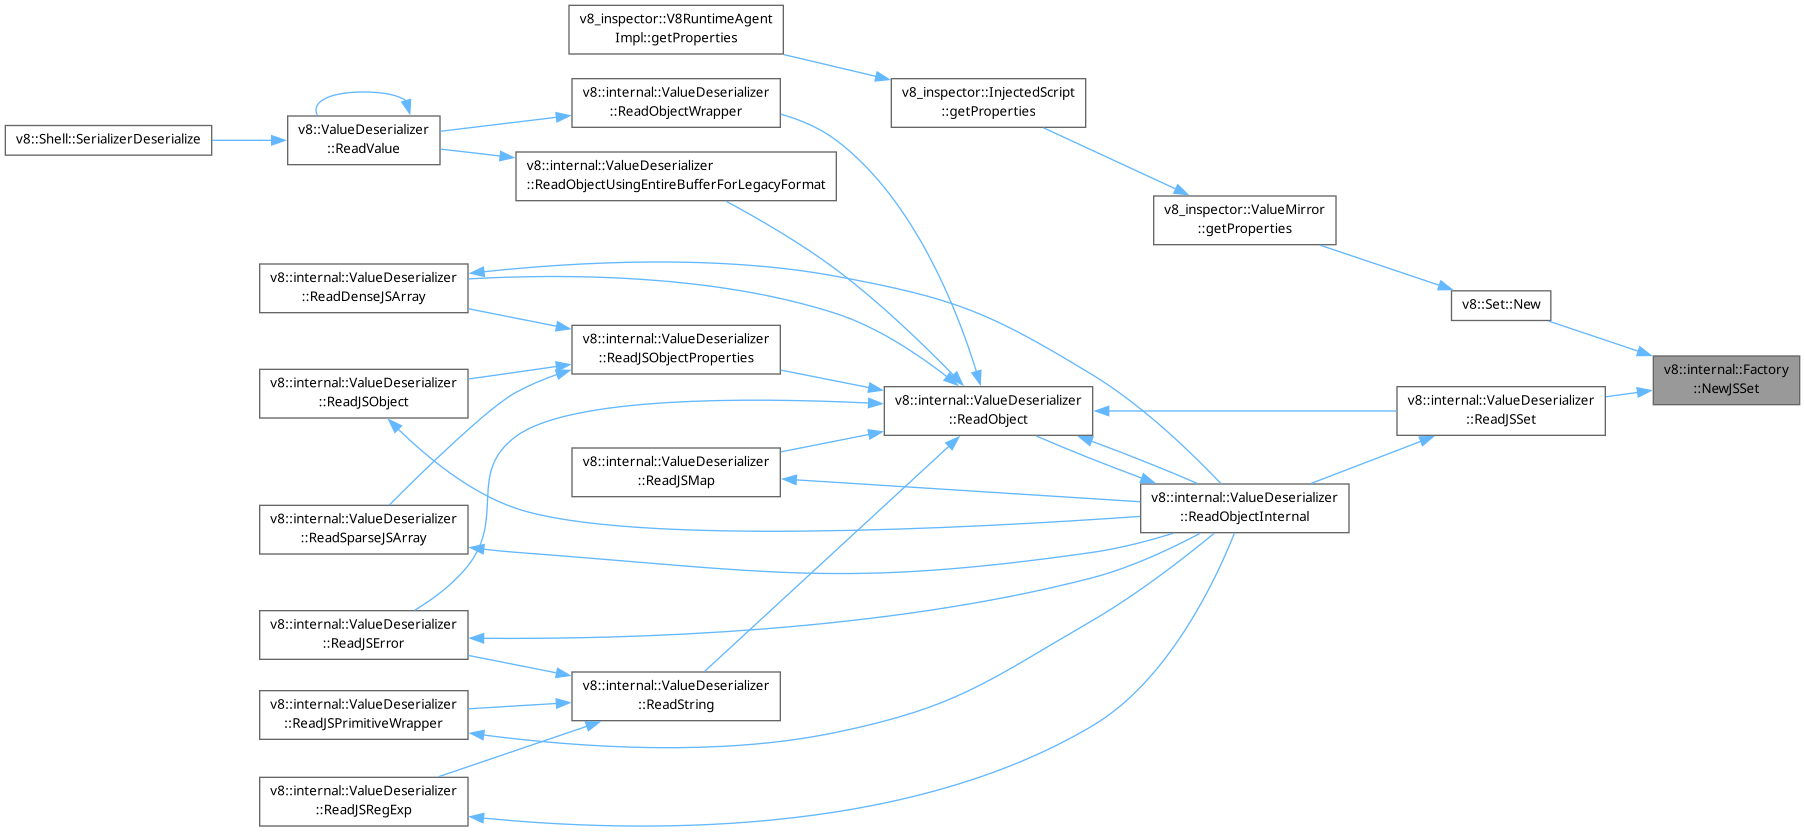 v8_inspector::V8RuntimeAgent
Impl::getProperties
v8::internal::ValueDeserializer
::ReadObjectWrapper
v8_inspector::InjectedScript
::getProperties
v8::Shell::SerializerDeserialize
v8::ValueDeserializer
::ReadValue
v8::internal::ValueDeserializer
::ReadObjectUsingEntireBufferForLegacyFormat
v8_inspector::ValueMirror
::getProperties
v8::internal::ValueDeserializer
::ReadDenseJSArray
v8::Set::New
v8::internal::ValueDeserializer
::ReadJSObjectProperties
v8::internal::Factory
::NewJSSet
v8::internal::ValueDeserializer
::ReadJSObject
v8::internal::ValueDeserializer
::ReadObject
v8::internal::ValueDeserializer
::ReadJSSet
v8::internal::ValueDeserializer
::ReadJSMap
v8::internal::ValueDeserializer
::ReadObjectInternal
v8::internal::ValueDeserializer
::ReadSparseJSArray
v8::internal::ValueDeserializer
::ReadJSError
v8::internal::ValueDeserializer
::ReadString
v8::internal::ValueDeserializer
::ReadJSPrimitiveWrapper
v8::internal::ValueDeserializer
::ReadJSRegExp